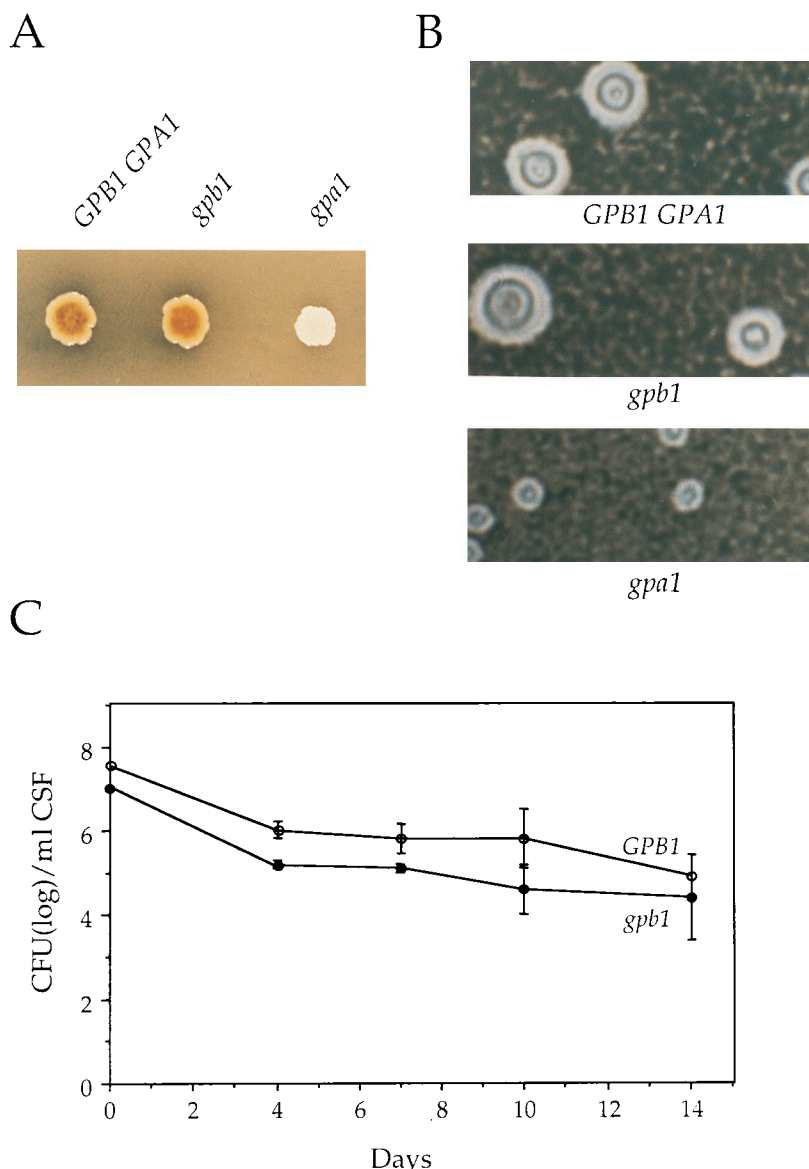 A
GPB1 GPA1
gpb1
gpa1
B
GPB1 GPA1
gpb1
gpa1
C
CFU(log)/ml CSF
8
6
4
2
0
GPB1
gpb1
0 2 4 6 8 10 12 14
Days